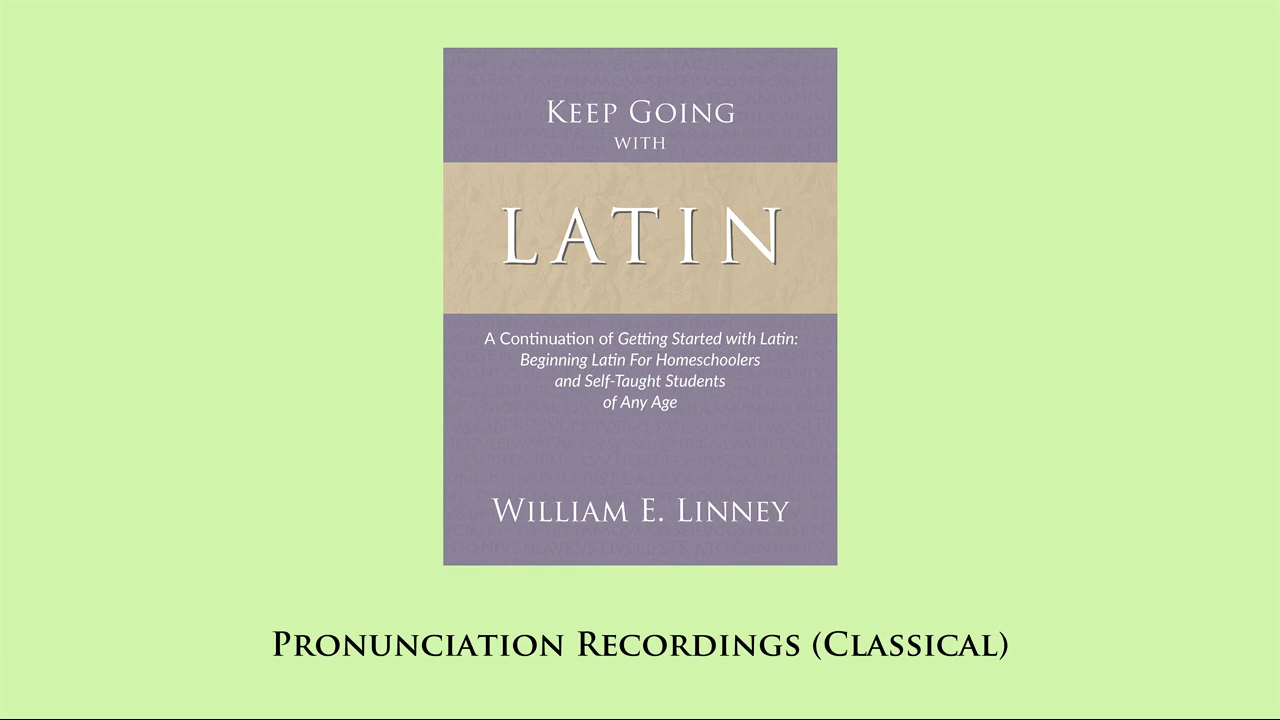 KEEP GOING
WITH
LATIN
A Continuation of Getting Started with Latin:
Beginning Latin For Homeschoolers
and Self-Taught Students
of Any Age
WILLIAM E. LINNEY
PRONUNCIATION RECORDINGS (CLASSICAL)